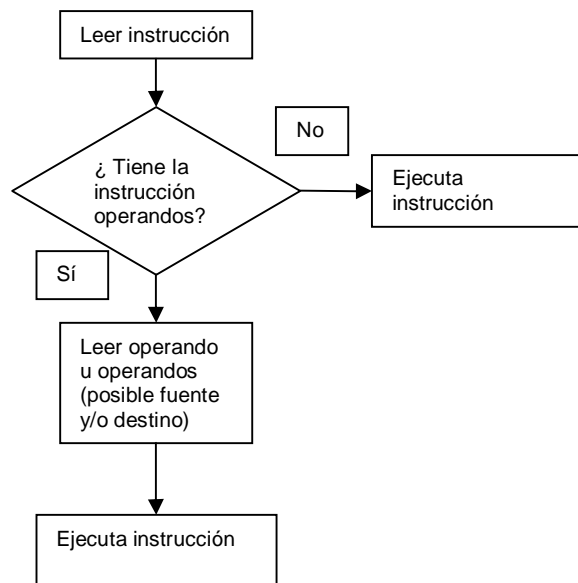 Leer instrucción
No
¿ Tiene la
instrucción
operandos?
Ejecuta
instrucción
Sí
Leer operando
u operandos
(posible fuente
y/o destino)
Ejecuta instrucción